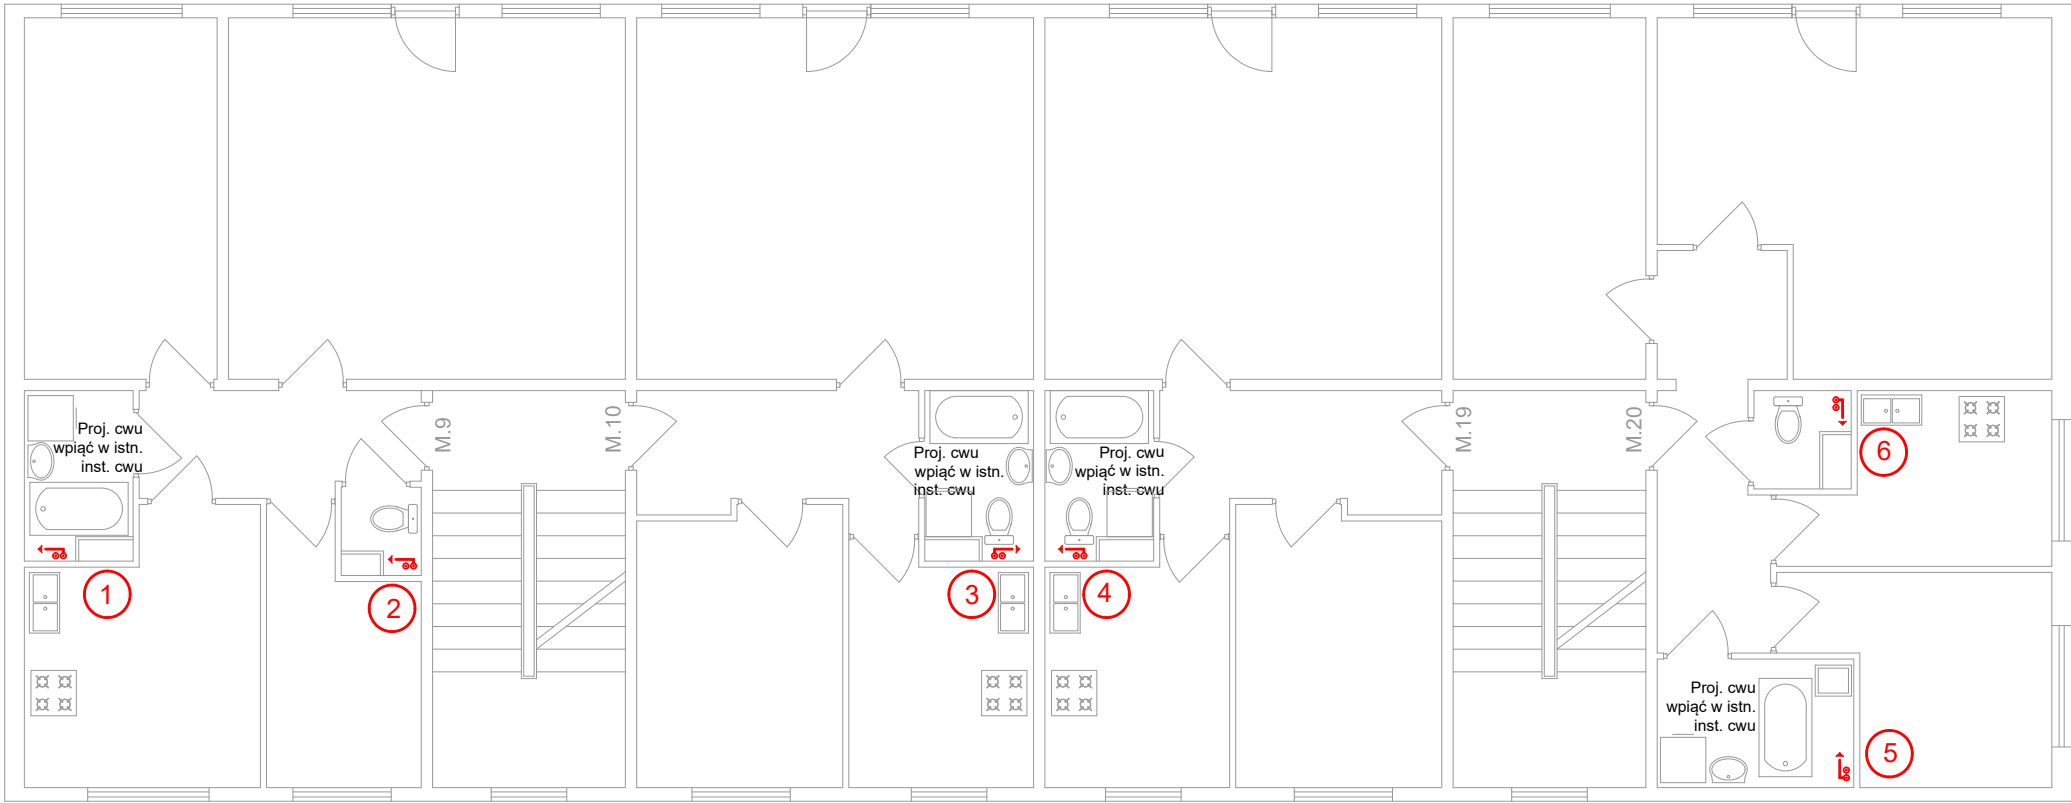 M.9
M.10
M.19
M.20
Proj. cwu
wpiąć w istn.
inst. cwu
Proj. cwu
wpiąć w istn.
inst. cwu
Proj. cwu
wpiąć w istn.
inst. cwu
6
1
2
3
4
Proj. cwu
wpiąć w istn.
inst. cwu
5